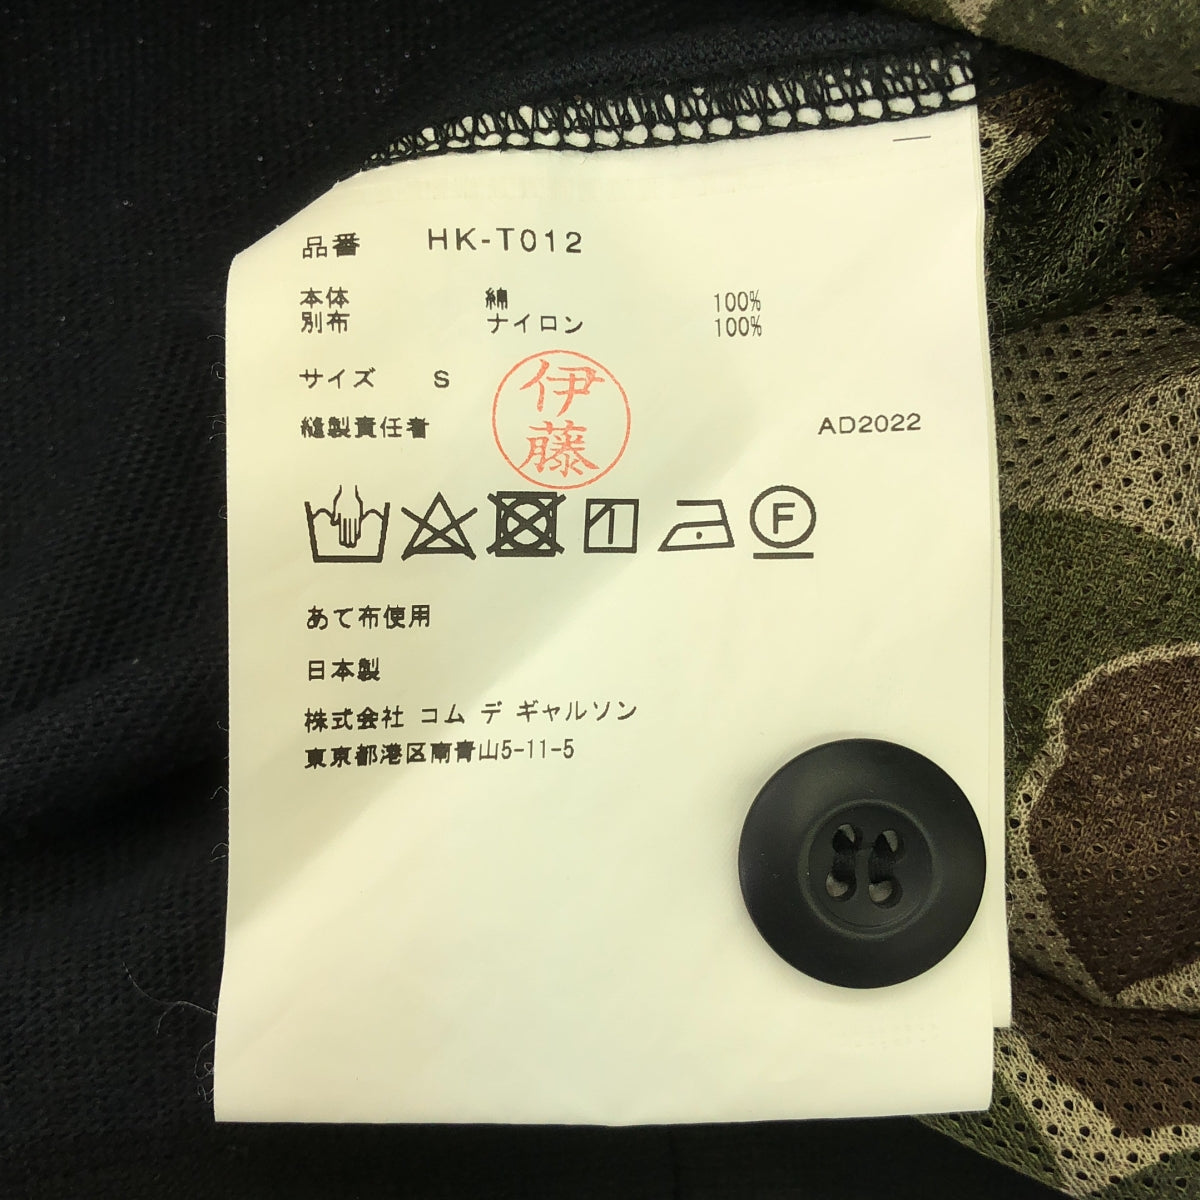 品番 HK-T012
本体 綿 100%
別布 ナイロン 100%
サイズ S
伊藤
縫製責任者 AD2022
F
あて布使用
日本製
株式会社 コム デ ギャルソン
東京都港区南青山5-11-5